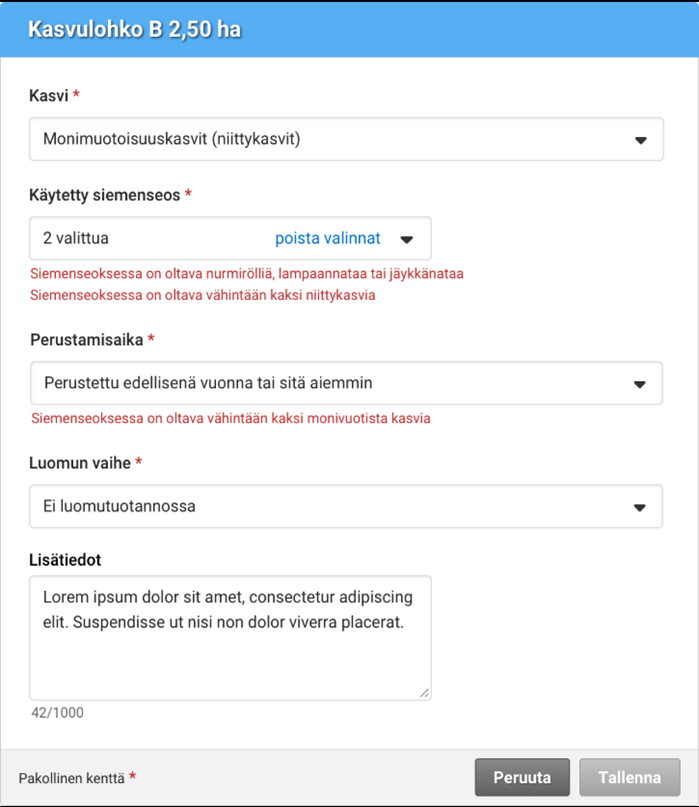 Kasvulohko B 2,50 ha
Kasvi *
Monimuotoisuuskasvit (niittykasvit)
Käytetty siemenseos *
2 valittua poista valinnat
Siemenseoksessa on oltava nurmirölliä, lampaannataa tai jäykkänataa
Siemenseoksessa on oltava vähintään kaksi niittykasvia
Perustamisaika *
Perustettu edellisenä vuonna tai sitä aiemmin
Siemenseoksessa on oltava vähintään kaksi monivuotista kasvia
Luomun vaihe *
Ei luomutuotannossa
Lisätiedot
Lorem ipsum dolor sit amet, consectetur adipiscing
elit. Suspendisse ut nisi non dolor viverra placerat.
42/1000
Pakollinen kenttä * Peruuta Tallenna